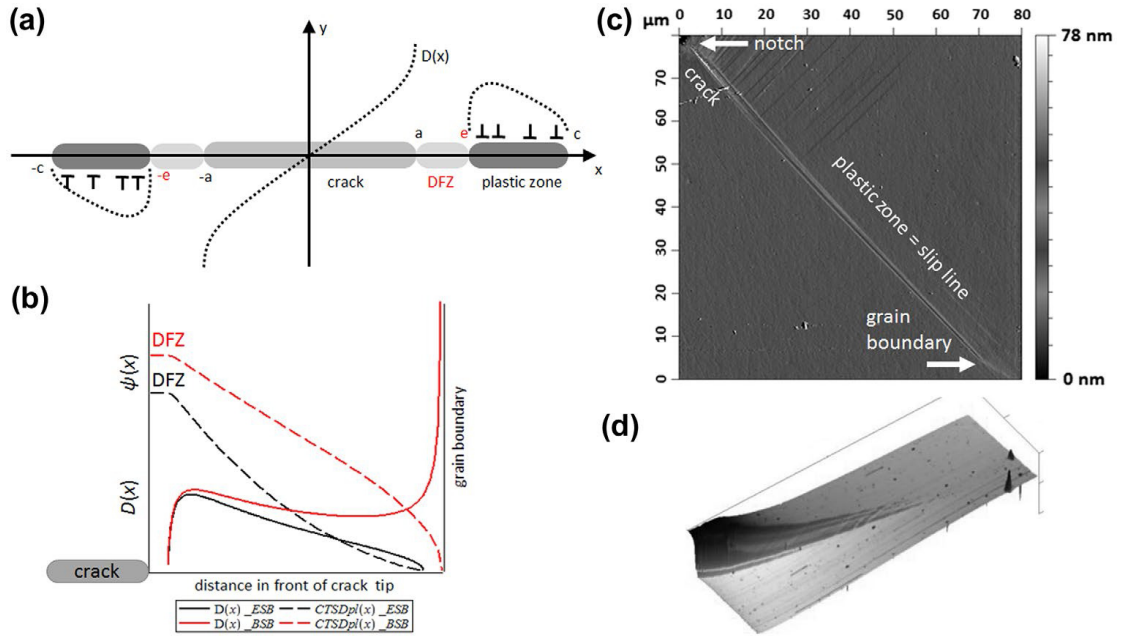 (a)
y
D(x)
a
e
c
-c
-e
-a
crack
DFZ
plastic zone
x
(b)
DFZ
DFZ
ψ(x)
D(x)
grain boundary
crack
distance in front of crack tip
D(x)_ESB
CTSDpl(x)_ESB
D(x)_BSB
CTSDpl(x)_BSB
(c)
μm
0 10 20 30 40 50 60 70 80
78 nm
notch
crack
70
60
50
40
30
20
10
0
plastic zone = slip line
grain
boundary
0 nm
(d)